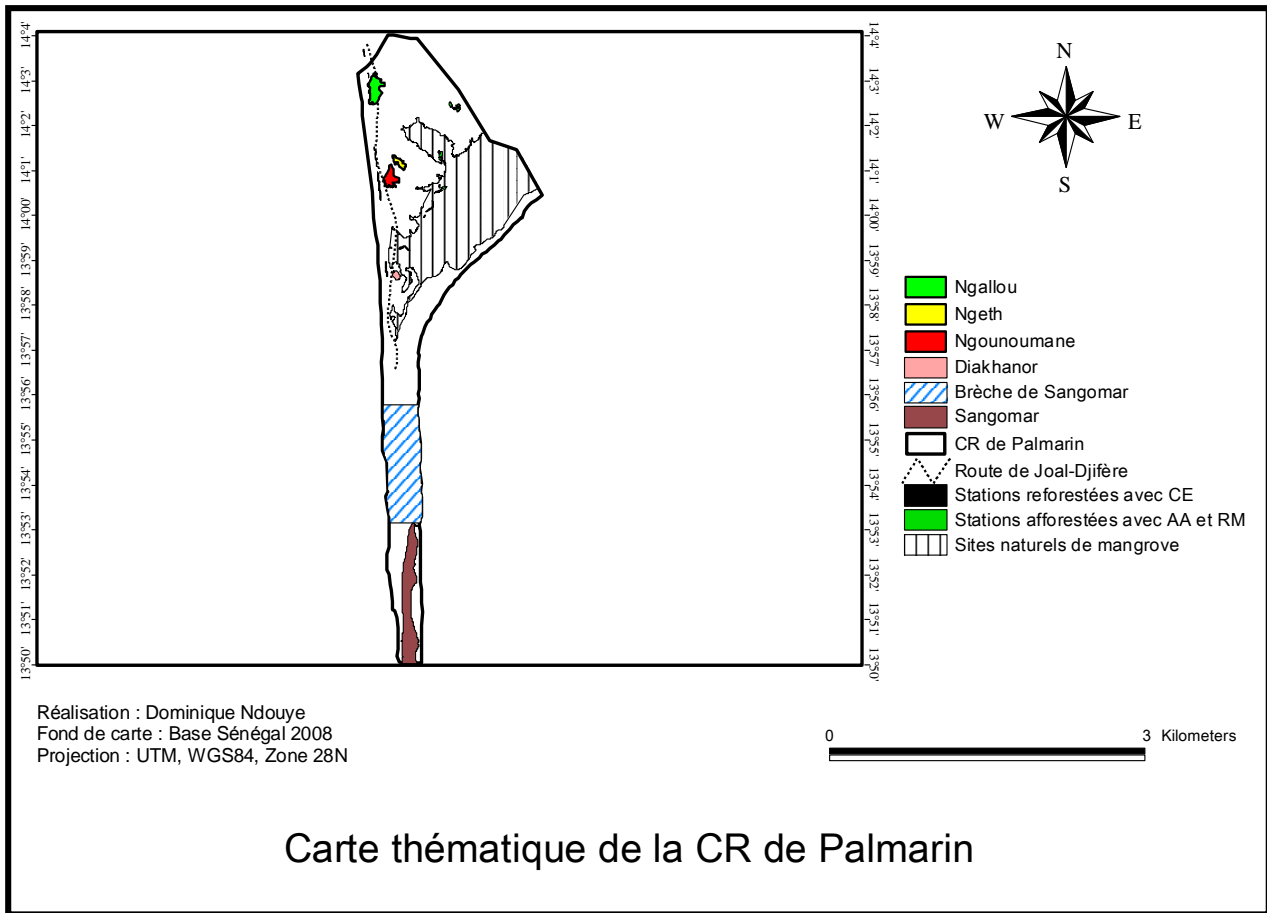 14°4'
14°3'
14°2'
14°1'
14°00'
13°59'
13°58'
13°57'
13°56'
13°55'
13°54'
13°53'
13°52'
13°51'
13°50'
14°4'
14°3'
14°2'
14°1'
14°00'
13°59'
13°58'
13°57'
13°56'
13°55'
13°54'
13°53'
13°52'
13°51'
13°50'
N
W E
S
Ngallou
Ngeth
Ngounoumane
Diakhanor
Brèche de Sangomar
Sangomar
CR de Palmarin
Route de Joal-Djifère
Stations reforestées avec CE
Stations afforestées avec AA et RM
Sites naturels de mangrove
Réalisation : Dominique Ndouye
Fond de carte : Base Sénégal 2008
Projection : UTM, WGS84, Zone 28N
0 3 Kilometers
Carte thématique de la CR de Palmarin